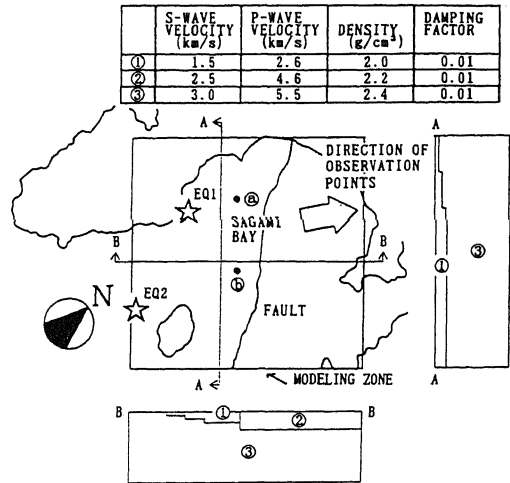 S-WAVE VELOCITY (km/s) P-WAVE VELOCITY (km/s) DENSITY (g/cm³) DAMPING FACTOR
① 1.5 2.6 2.0 0.01
② 2.5 4.6 2.2 0.01
③ 3.0 5.5 2.4 0.01
A
A
DIRECTION OF
OBSERVATION
POINTS
EQ1
ⓐ
SAGAMI
BAY
B
B
①
③
ⓑ
N
EQ2
FAULT
A
MODELING ZONE
A
B
①
②
B
③